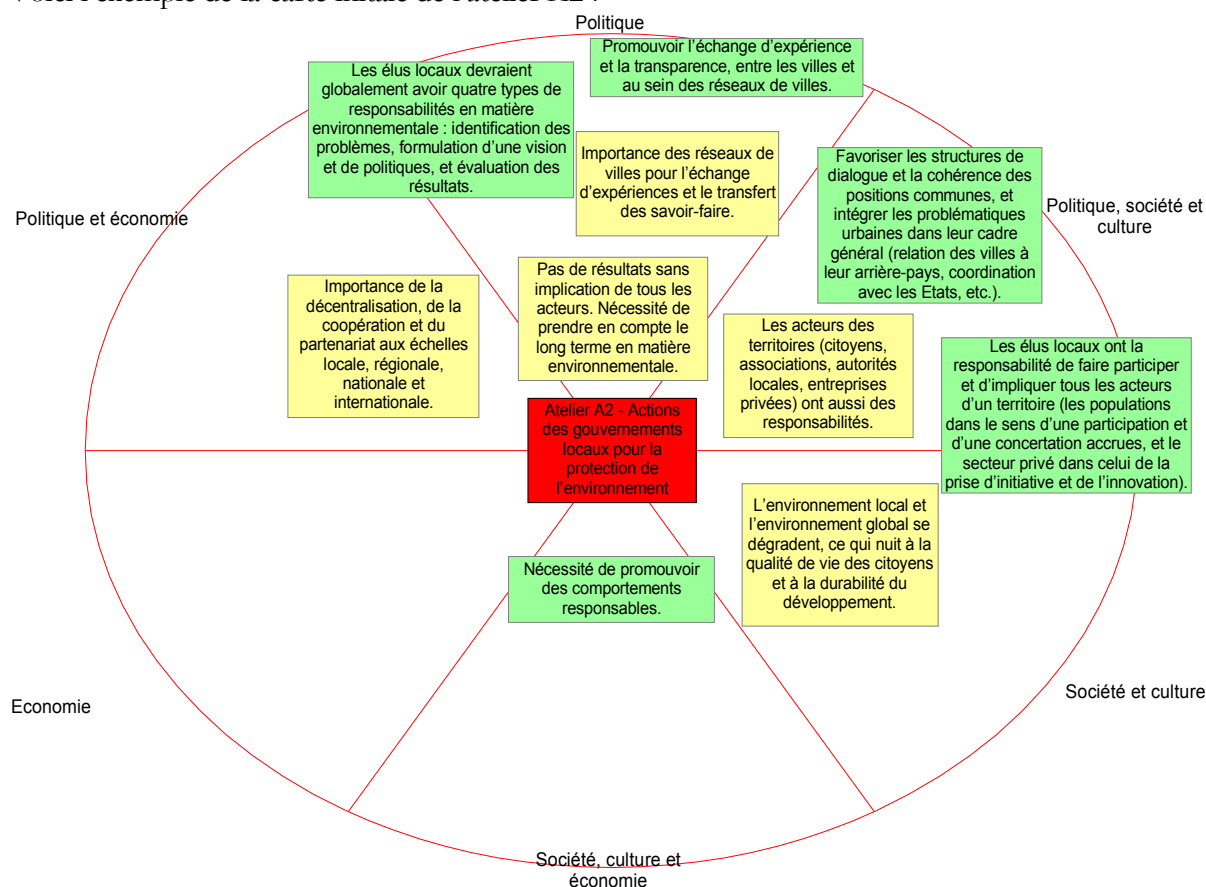 Voici l'exemple de la carte initiale de l'atelier A2 :
Politique
Promouvoir l’échange d’expérience
et la transparence, entre les villes et
au sein des réseaux de villes.
Les élus locaux devraient
globalement avoir quatre types de
responsabilités en matière
environnementale : identification des
problèmes, formulation d’une vision
et de politiques, et évaluation des
résultats.
Importance des réseaux de
villes pour l’échange
d’expériences et le transfert
des savoir-faire.
Favoriser les structures de
dialogue et la cohérence des
positions communes, et
intégrer les problématiques
urbaines dans leur cadre
général (relation des villes à
leur arrière-pays, coordination
avec les Etats, etc.).
Politique et économie
Politique, société et
culture
Importance de la
décentralisation, de la
coopération et du
partenariat aux échelles
locale, régionale,
nationale et
internationale.
Pas de résultats sans
implication de tous les
acteurs. Nécessité de
prendre en compte le
long terme en matière
environnementale.
Les acteurs des
territoires (citoyens,
associations, autorités
locales, entreprises
privées) ont aussi des
responsabilités.
Les élus locaux ont la
responsabilité de faire participer
et d’impliquer tous les acteurs
d’un territoire (les populations
dans le sens d’une participation et
d’une concertation accrues, et le
secteur privé dans celui de la
prise d’initiative et de l’innovation).
Atelier A2 - Actions
des gouvernements
locaux pour la
protection de
l’environnement
L’environnement local et
l’environnement global se
dégradent, ce qui nuit à la
qualité de vie des citoyens
et à la durabilité du
développement.
Nécessité de promouvoir
des comportements
responsables.
Economie
Société et culture
Société, culture et
économie